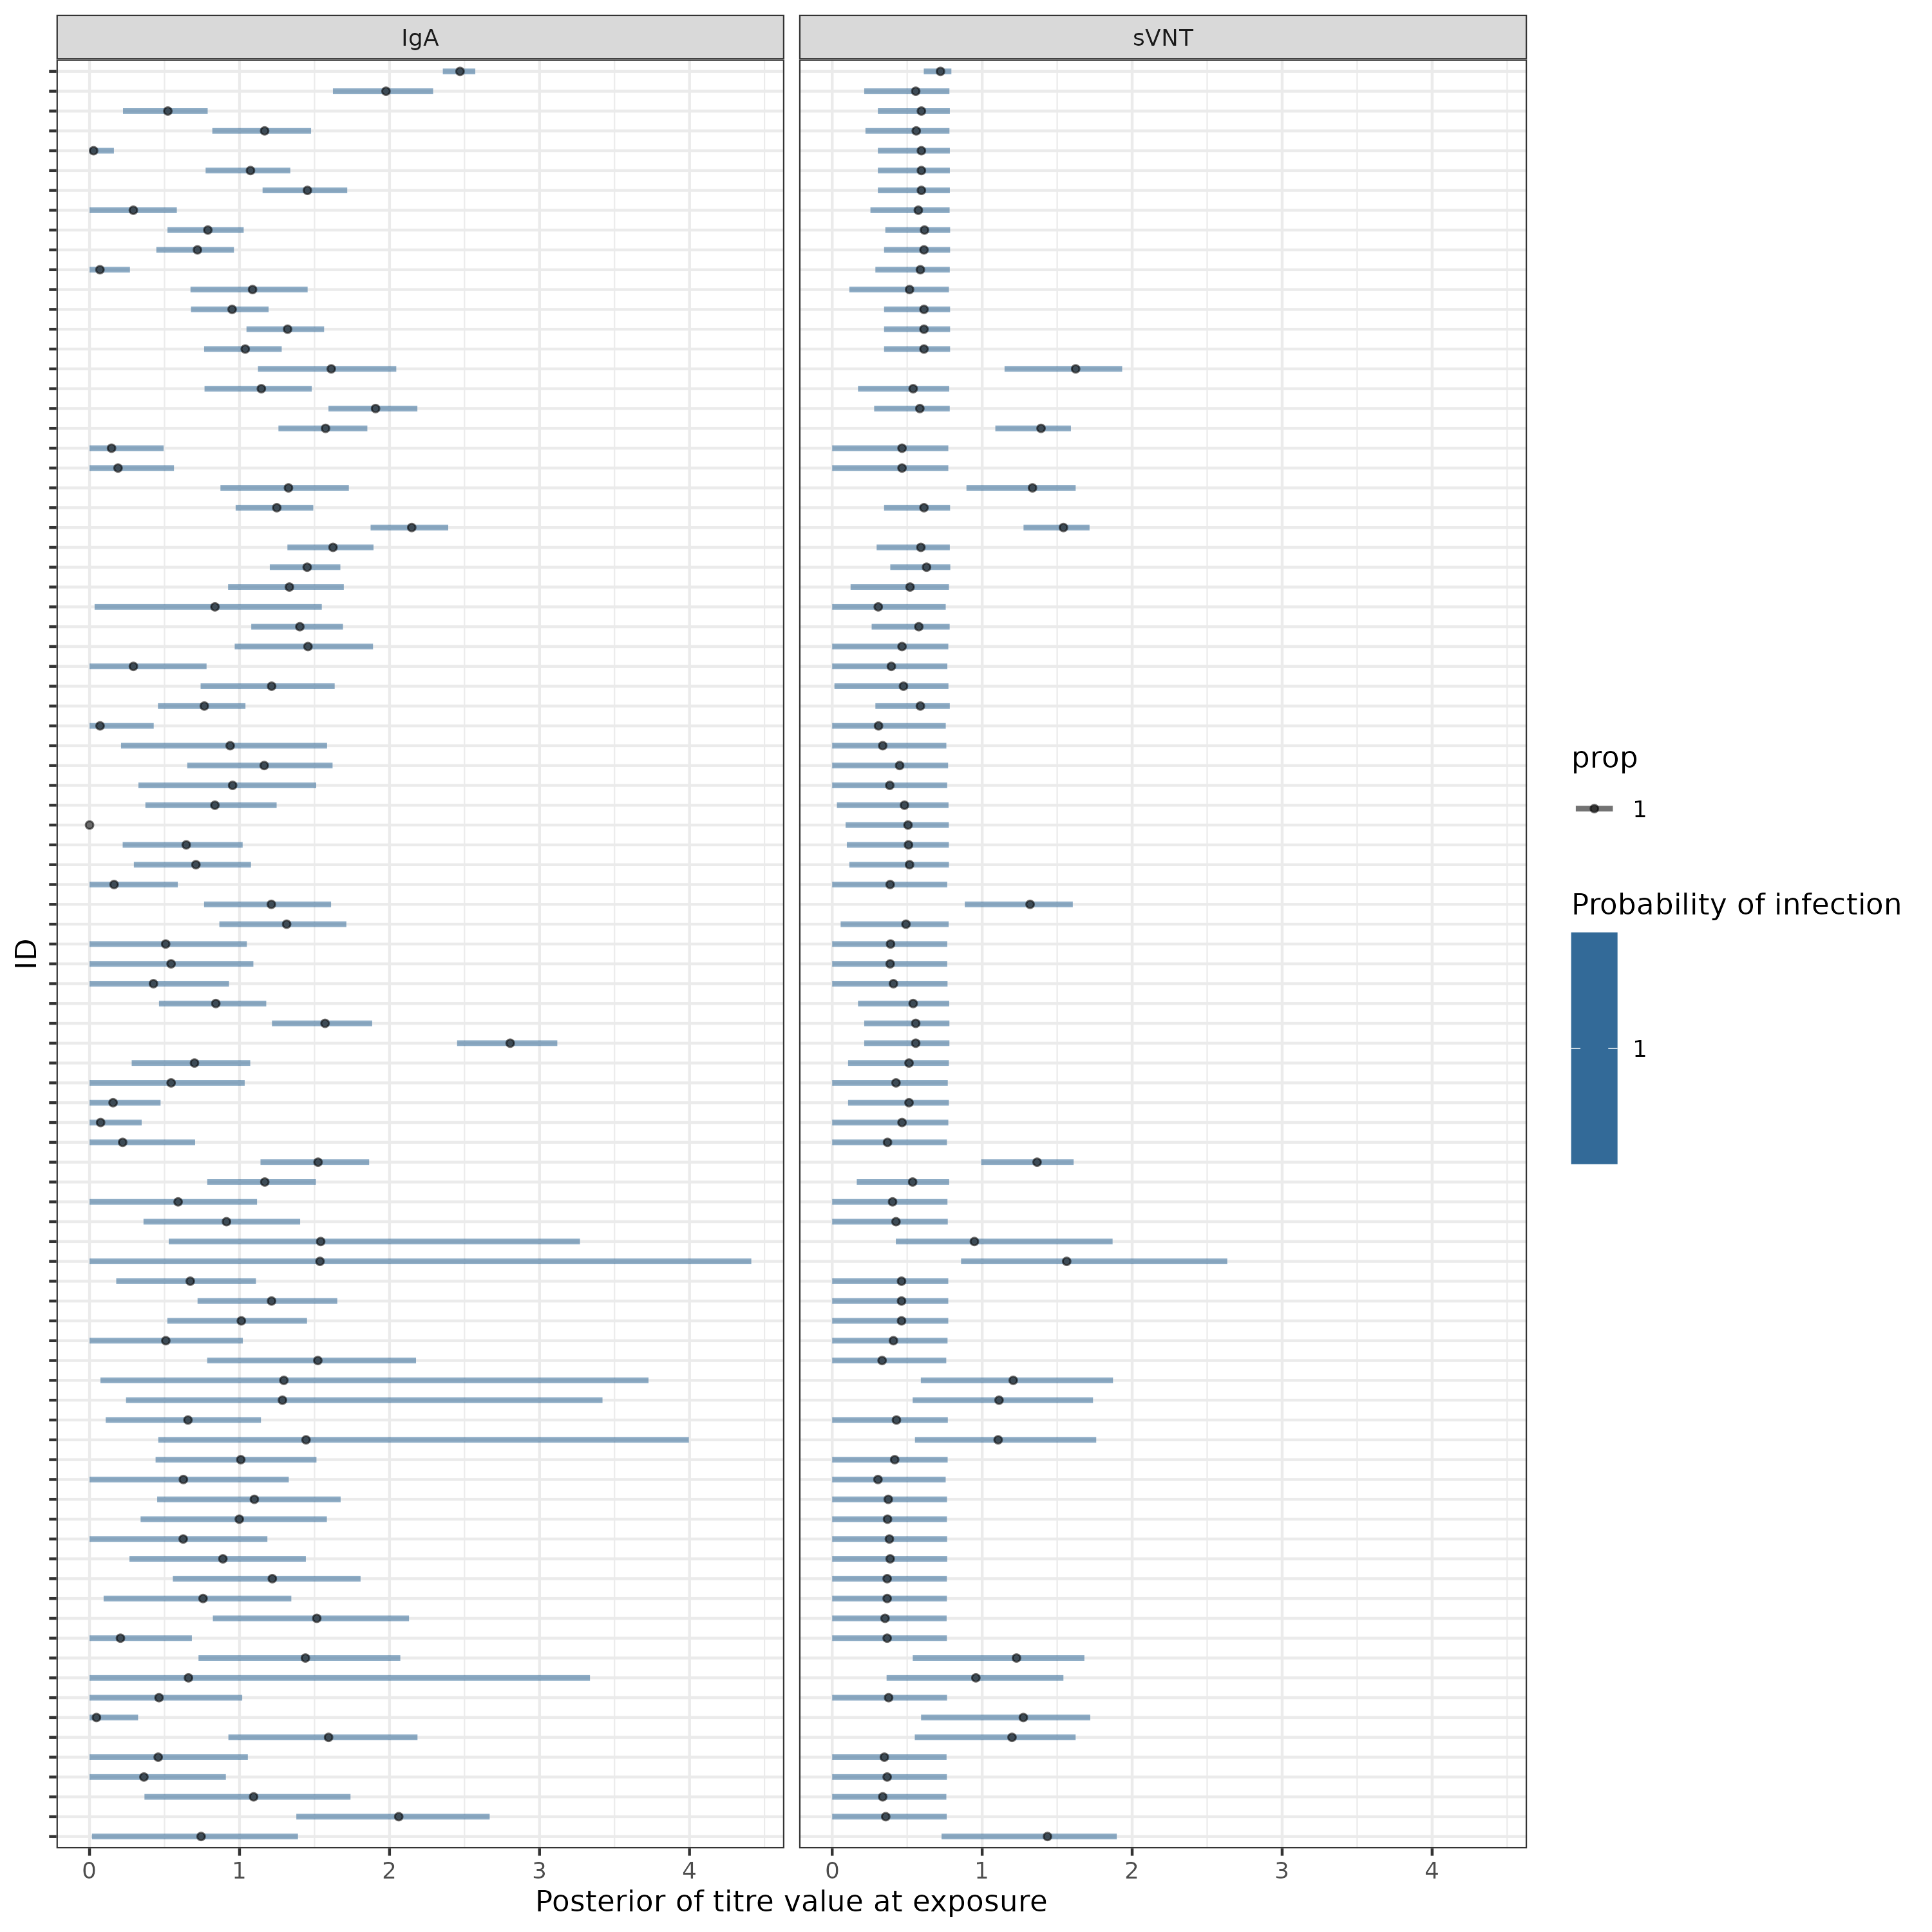 IgA
sVNT
ID
0 1 2 3 4
0 1 2 3 4
Posterior of titre value at exposure
prop
1
Probability of infection
1